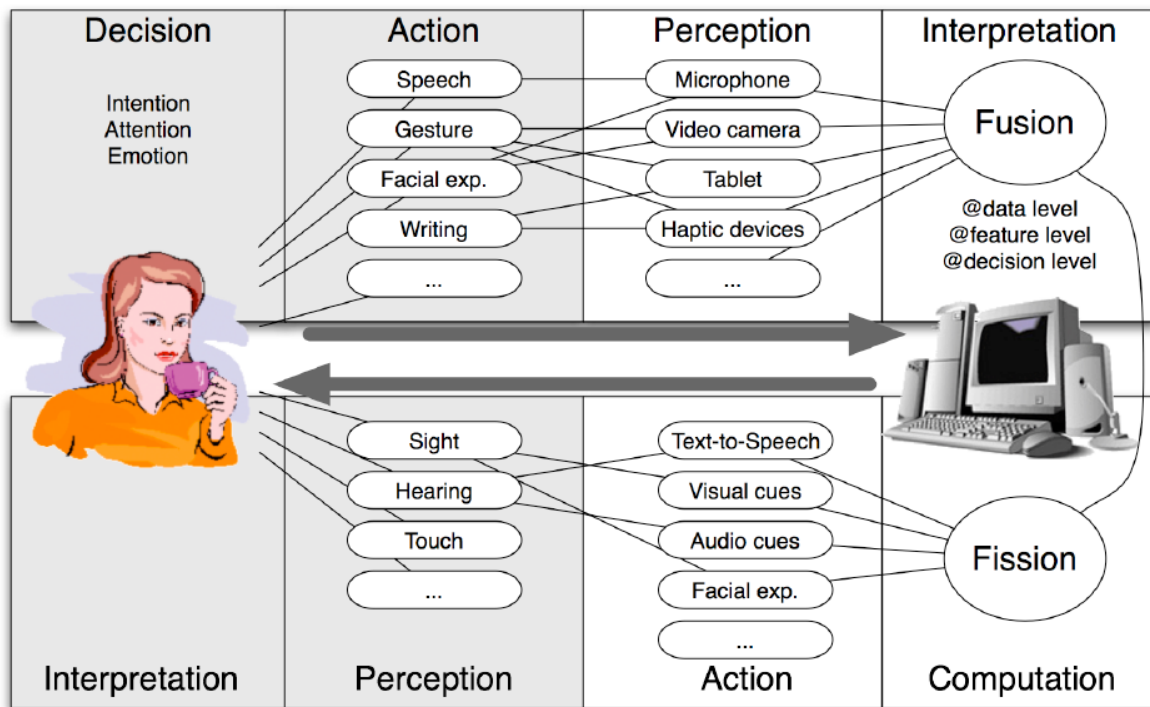 Decision
Action
Perception
Interpretation
Intention
Attention
Emotion
Speech
Gesture
Facial exp.
Writing
...
Microphone
Video camera
Tablet
Haptic devices
...
Fusion
@data level
@feature level
@decision level
Sight
Hearing
Touch
...
Text-to-Speech
Visual cues
Audio cues
Facial exp.
...
Fission
Interpretation
Perception
Action
Computation